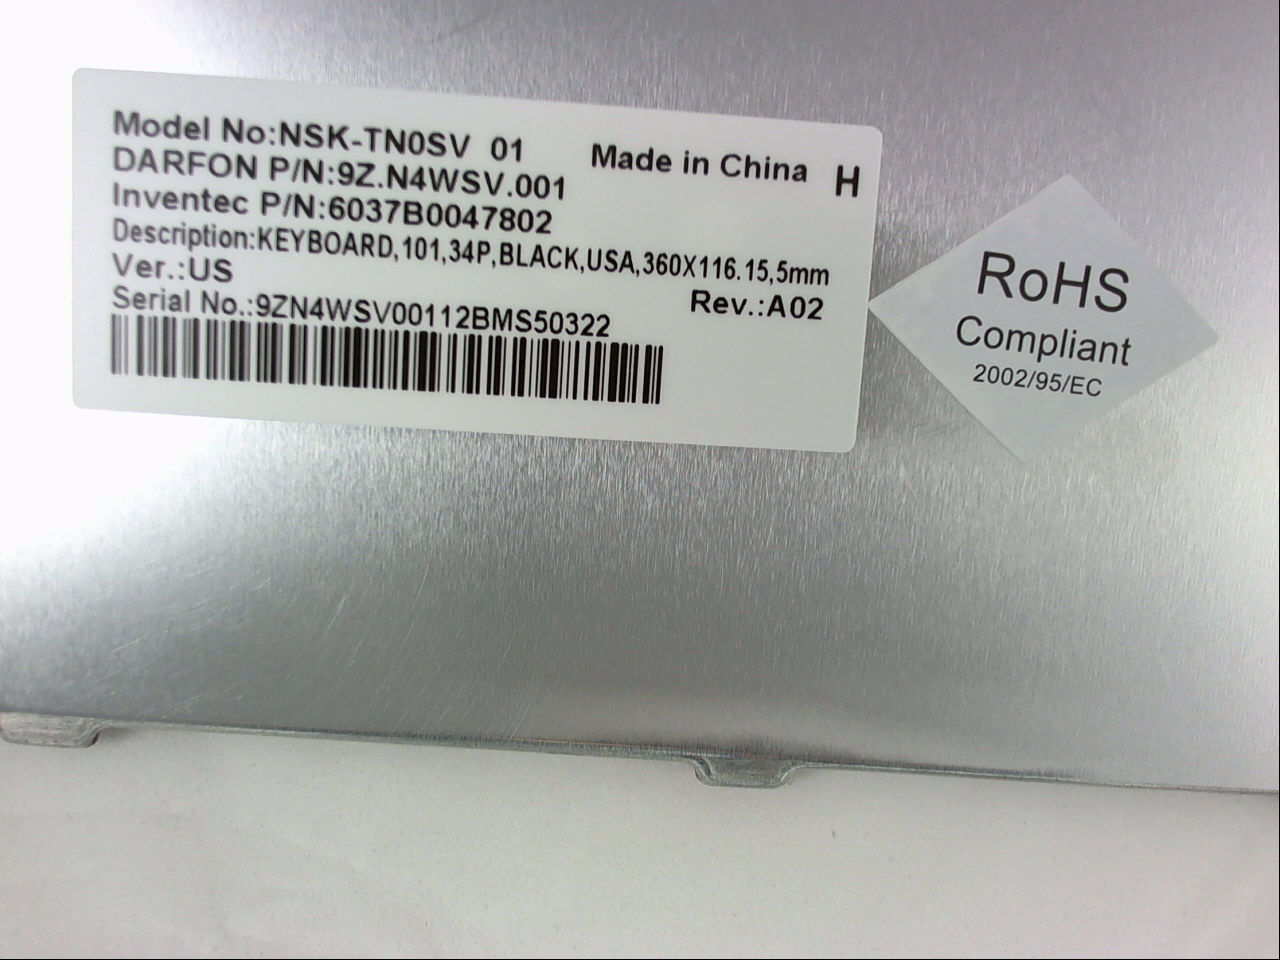 Model No:NSK-TN0SV 01
Made in China H
DARFON P/N:9Z.N4WSV.001
Inventec P/N:6037B0047802
Description:KEYBOARD,101,34P,BLACK,USA,360X116.15,5mm
Ver.:US
Rev.:A02
Serial No.:9ZN4WSV00112BMS50322
RoHS
Compliant
2002/95/EC